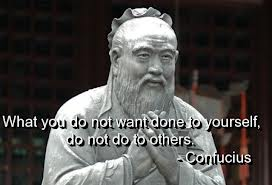 What you do not want done to yourself,
do not do to others.
- Confucius